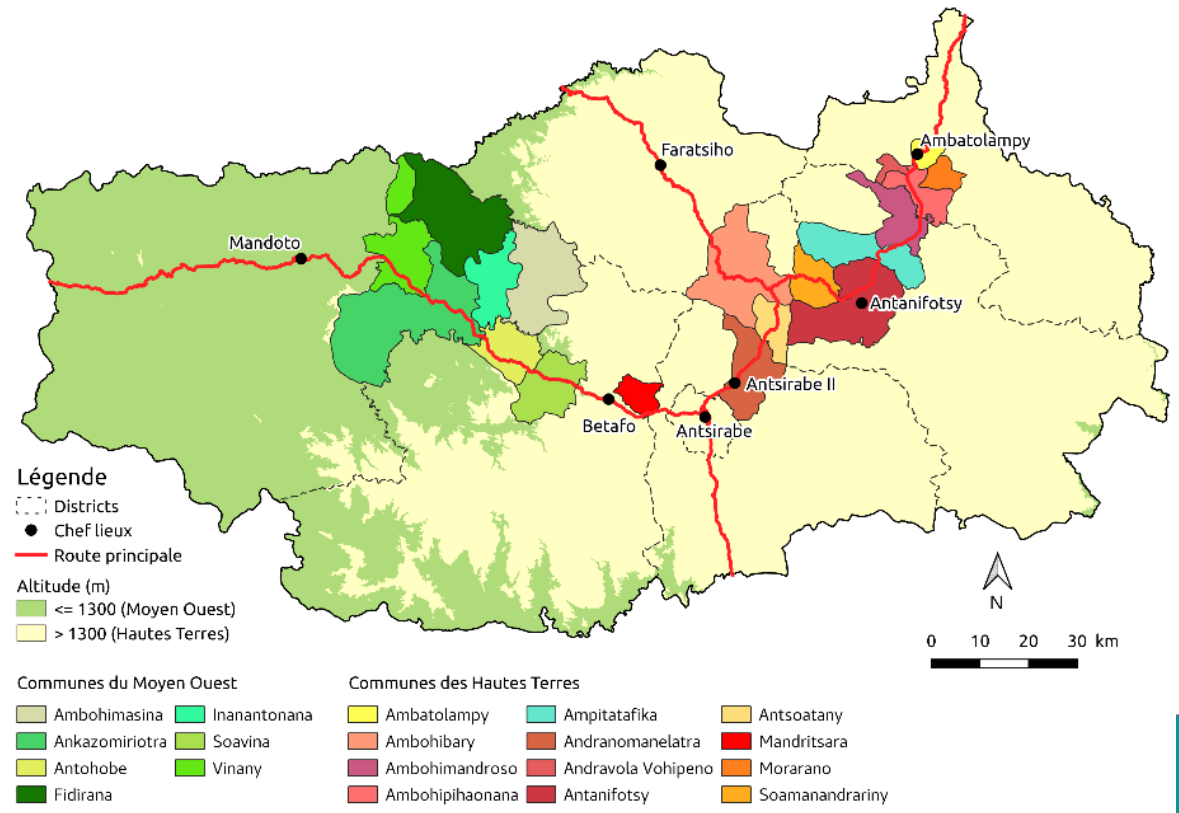 Ambatolampy
Faratsiho
Mandoto
Antanifotsy
Antsirabe II
Betafo
Antsirabe
Légende
Districts
Chef lieux
Route principale
Altitude (m)
<= 1300 (Moyen Ouest)
> 1300 (Hautes Terres)
N
0 10 20 30 km
Communes du Moyen Ouest
Ambohimasina
Ankazomiriotra
Antohobe
Fidirana
Inanantonana
Soavina
Vinany
Communes des Hautes Terres
Ambatolampy
Ambohibary
Ambohimandroso
Ambohipihaonana
Ampitatafika
Andranomanelatra
Andravola Vohipeno
Antanifotsy
Antsoatany
Mandritsara
Morarano
Soamanandrariny